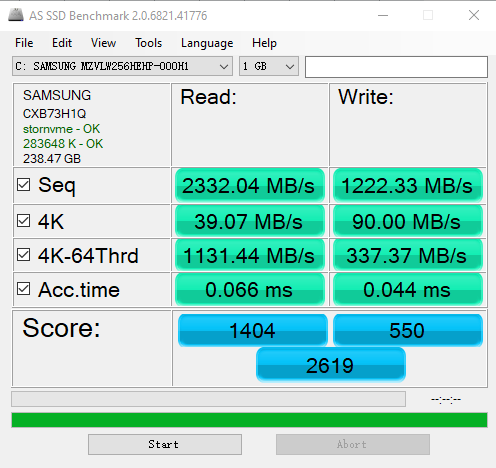 AS SSD Benchmark 2.0.6821.41776
File Edit View Tools Language Help
C: SAMSUNG MZVLW256HEHP-000H1 1 GB
SAMSUNG
CXB73H1Q
stornvme - OK
283648 K - OK
238.47 GB
Read: Write:
Seq 2332.04 MB/s 1222.33 MB/s
4K 39.07 MB/s 90.00 MB/s
4K-64Thrd 1131.44 MB/s 337.37 MB/s
Acc.time 0.066 ms 0.044 ms
Score: 1404 550
2619
--:--:--
Start Abort